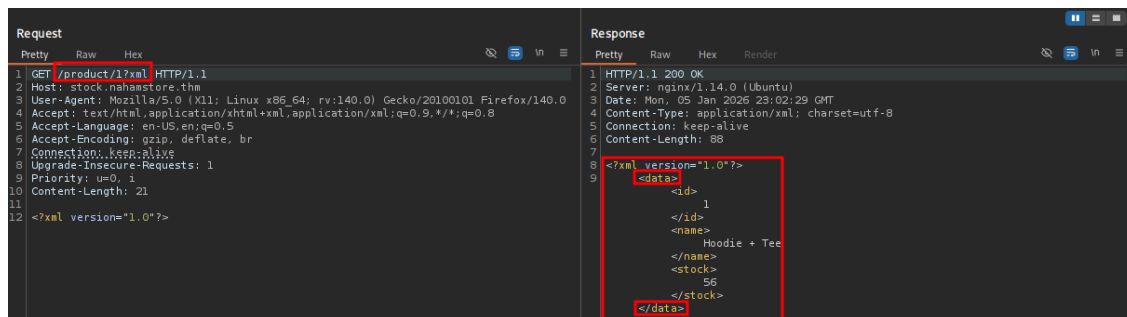 Request
Pretty Raw Hex
\n
1 GET /product/1?xml HTTP/1.1
2 Host: stock.nahamstore.thm
3 User-Agent: Mozilla/5.0 (X11; Linux x86_64; rv:140.0) Gecko/20100101 Firefox/140.0
4 Accept: text/html,application/xhtml+xml,application/xml;q=0.9,*/*;q=0.8
5 Accept-Language: en-US,en;q=0.5
6 Accept-Encoding: gzip, deflate, br
7 Connection: keep-alive
8 Upgrade-Insecure-Requests: 1
9 Priority: u=0, i
10 Content-Length: 21
11
12 <?xml version="1.0"?>
Response
Pretty Raw Hex Render
\n
1 HTTP/1.1 200 OK
2 Server: nginx/1.14.0 (Ubuntu)
3 Date: Mon, 05 Jan 2026 23:02:29 GMT
4 Content-Type: application/xml; charset=utf-8
5 Connection: keep-alive
6 Content-Length: 88
7
8 <?xml version="1.0"?>
9 <data>
<id>
1
</id>
<name>
Hoodie + Tee
</name>
<stock>
56
</stock>
</data>